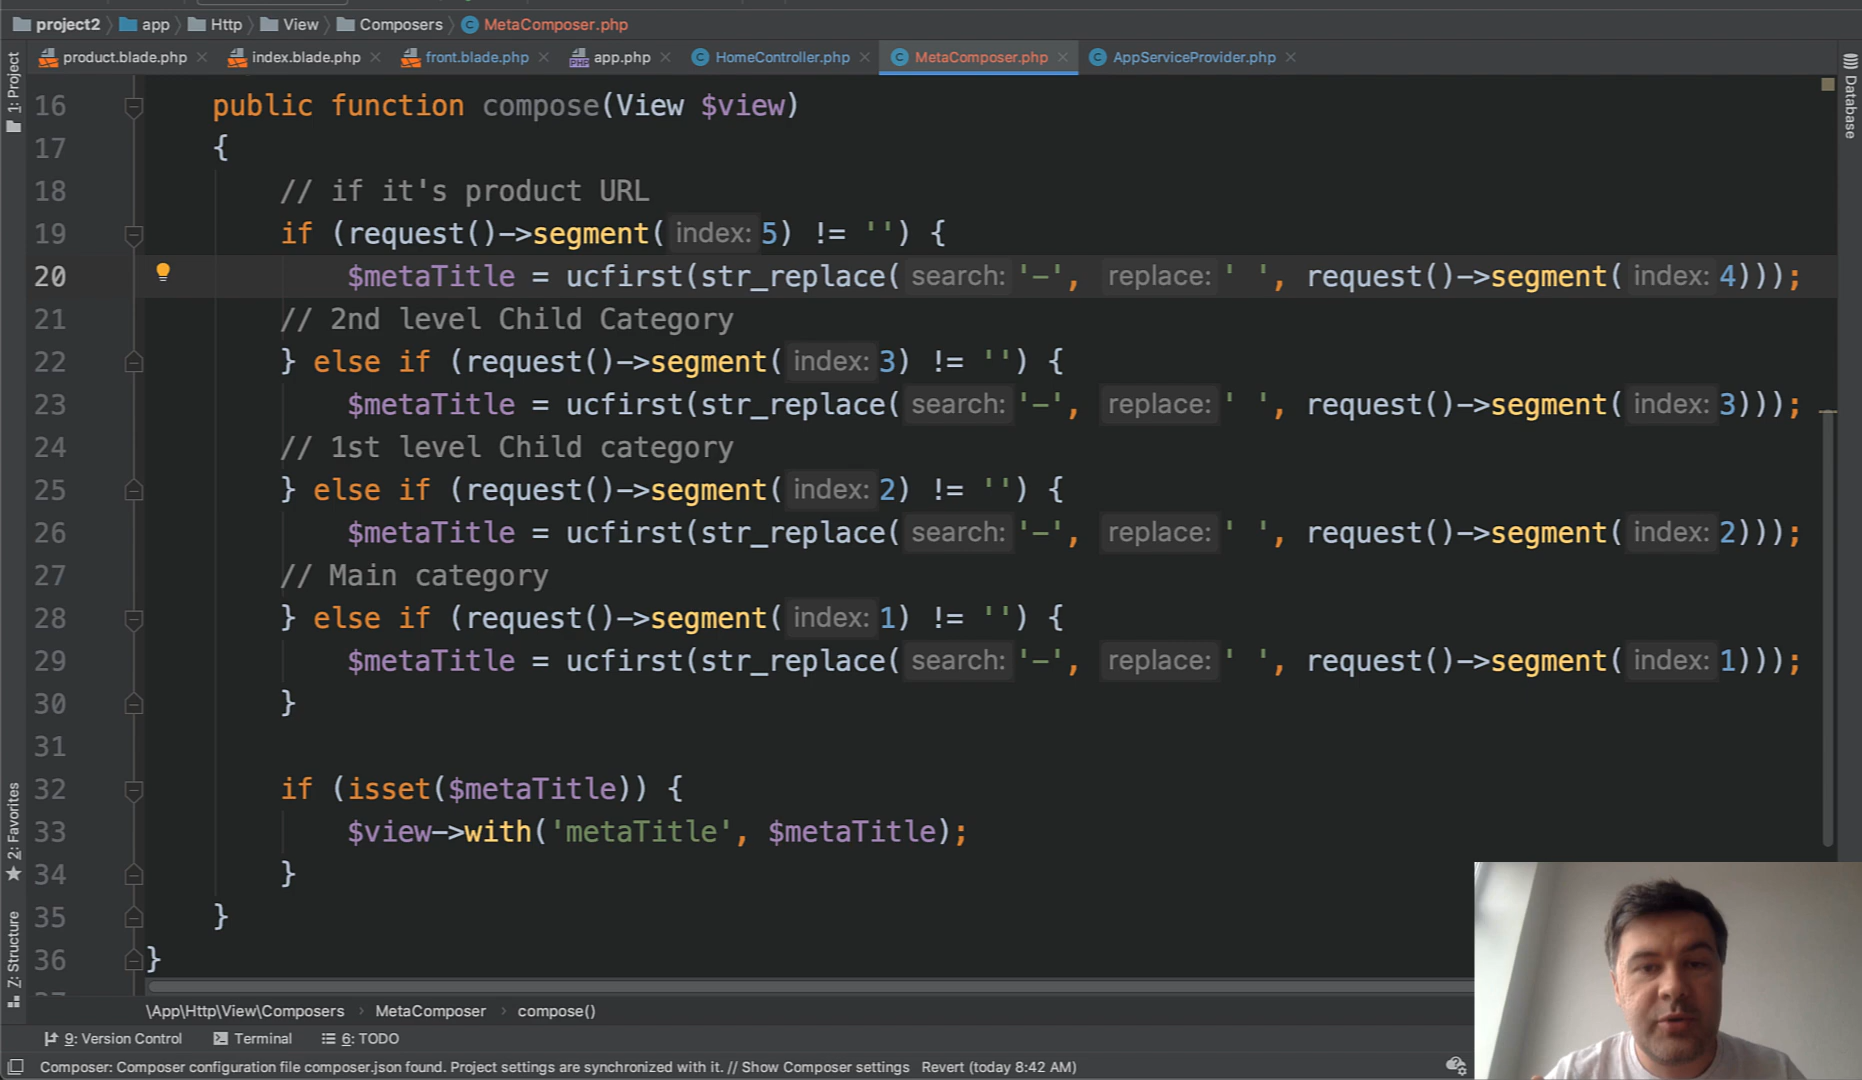 project2 app Http View Composers MetaComposer.php
product.blade.php index.blade.php front.blade.php app.php HomeController.php MetaComposer.php AppServiceProvider.php
1: Project
Database
16 public function compose(View $view)
17 {
18 // if it's product URL
19 if (request()->segment( index: 5) != '') {
20 $metaTitle = ucfirst(str_replace( search: '-', replace: ' ', request()->segment( index: 4)));
21 // 2nd level Child Category
22 } else if (request()->segment( index: 3) != '') {
23 $metaTitle = ucfirst(str_replace( search: '-', replace: ' ', request()->segment( index: 3)));
24 // 1st level Child category
25 } else if (request()->segment( index: 2) != '') {
26 $metaTitle = ucfirst(str_replace( search: '-', replace: ' ', request()->segment( index: 2)));
27 // Main category
28 } else if (request()->segment( index: 1) != '') {
29 $metaTitle = ucfirst(str_replace( search: '-', replace: ' ', request()->segment( index: 1)));
30 }
31
32 if (isset($metaTitle)) {
33 $view->with('metaTitle', $metaTitle);
34 }
35 }
36 }
2: Favorites
Z: Structure
\App\Http\View\Composers › MetaComposer › compose()
9: Version Control Terminal 6: TODO
Composer: Composer configuration file composer.json found. Project settings are synchronized with it. // Show Composer settings Revert (today 8:42 AM)